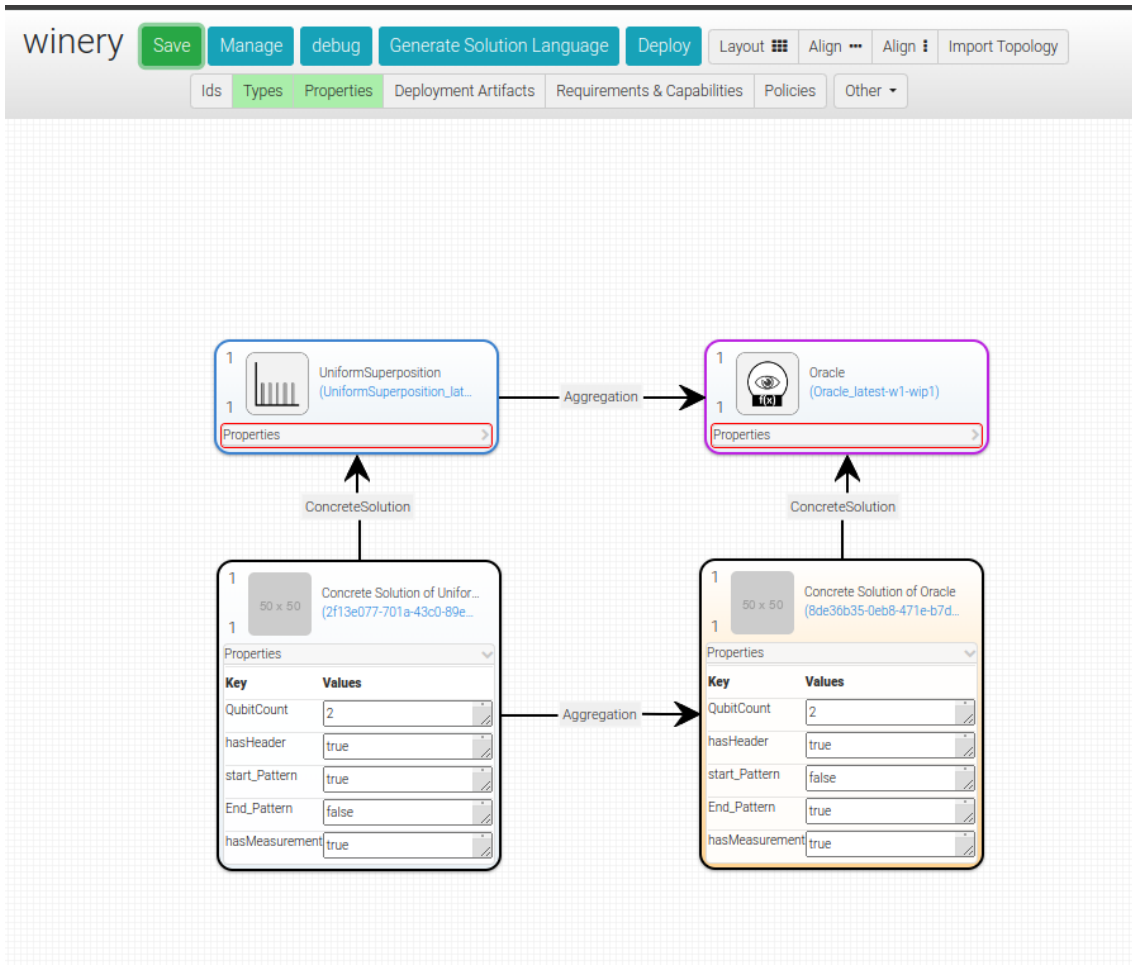 winery Save Manage debug Generate Solution Language Deploy Layout Align Align Import Topology
Ids Types Properties Deployment Artifacts Requirements & Capabilities Policies Other
1
UniformSuperposition
(UniformSuperposition_lat...
1
Properties
Aggregation
1
f(x)
Oracle
(Oracle_latest-w1-wip1)
1
Properties
ConcreteSolution
ConcreteSolution
1
50 x 50
Concrete Solution of Unifor...
(2f13e077-701a-43c0-89e...
1
Properties
Key Values
QubitCount 2
hasHeader true
start_Pattern true
End_Pattern false
hasMeasurement true
Aggregation
1
50 x 50
Concrete Solution of Oracle
(8de36b35-0eb8-471e-b7d...
1
Properties
Key Values
QubitCount 2
hasHeader true
start_Pattern false
End_Pattern true
hasMeasurement true